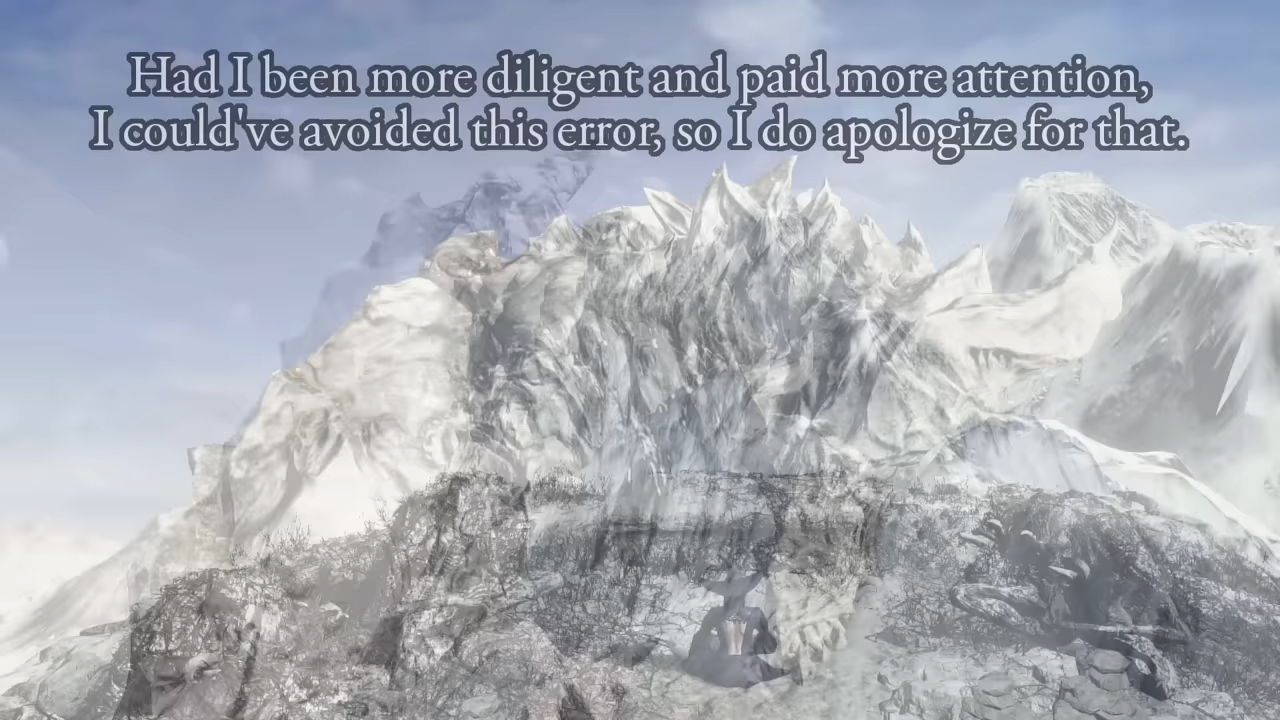 Had I been more diligent and paid more attention,
I could've avoided this error, so I do apologize for that.